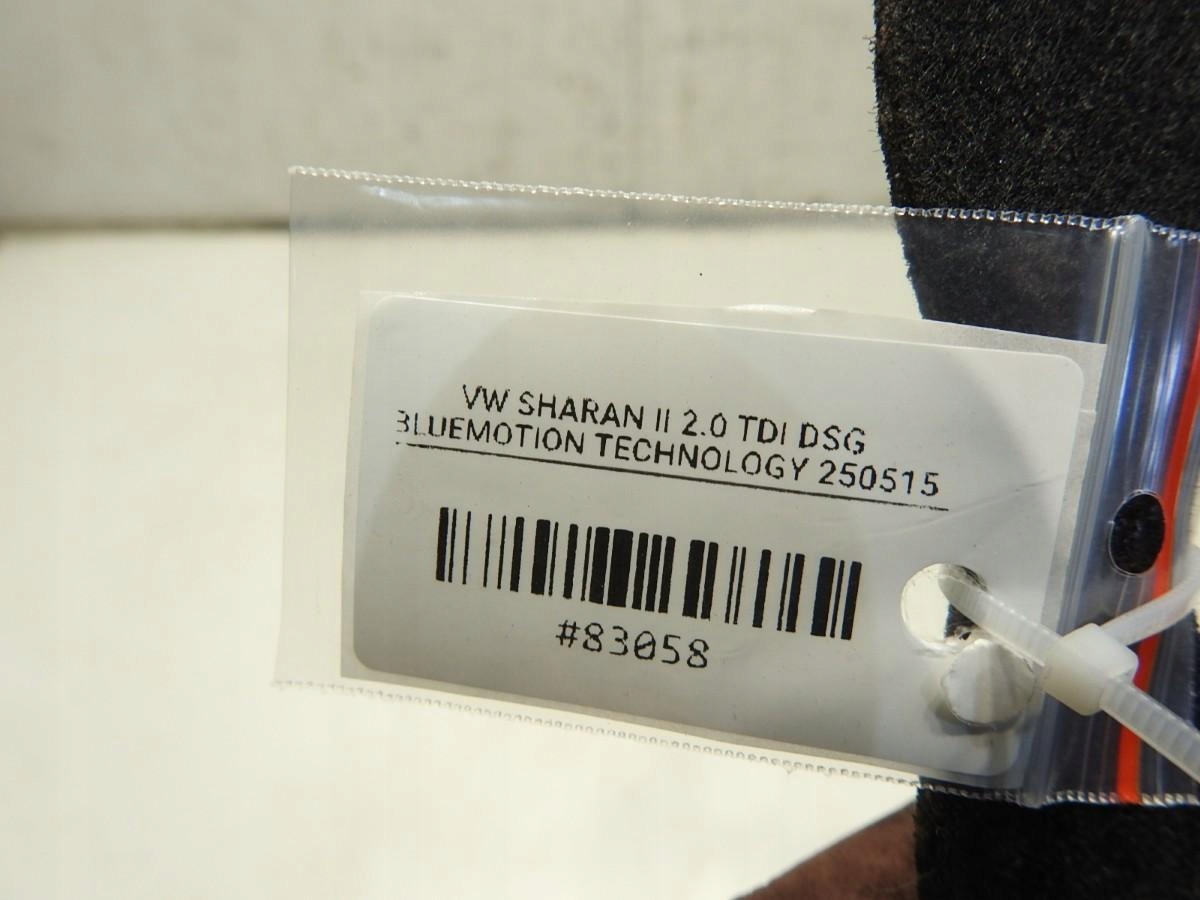 VW SHARAN II 2.0 TDI DSG
BLUEMOTION TECHNOLOGY 250515
#83058